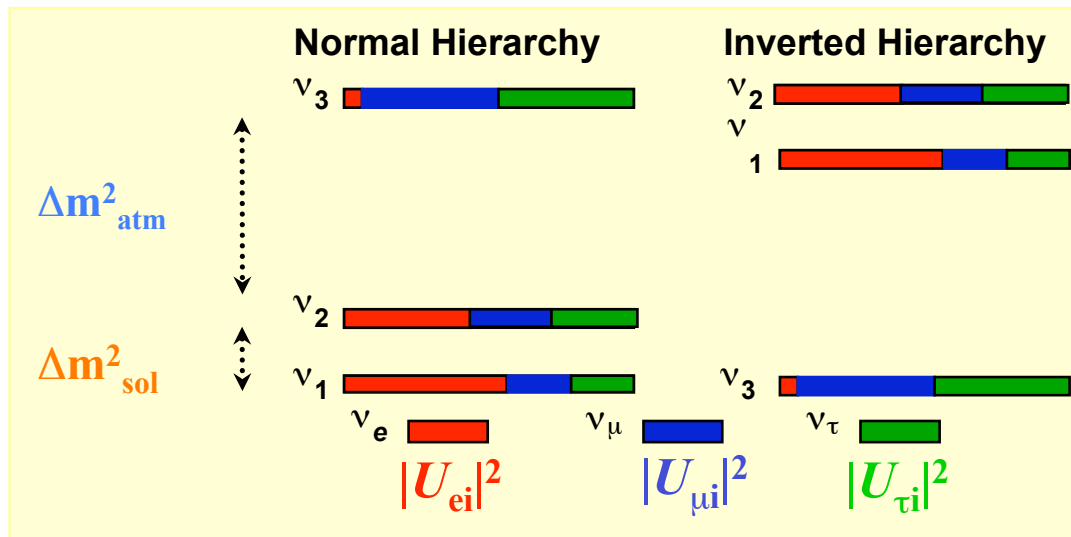 Normal Hierarchy
Inverted Hierarchy
ν3
ν2
ν
1
Δm²atm
ν2
Δm²sol
ν1
ν3
νe
νμ
ντ
|Uei|²
|Uμi|²
|Uτi|²